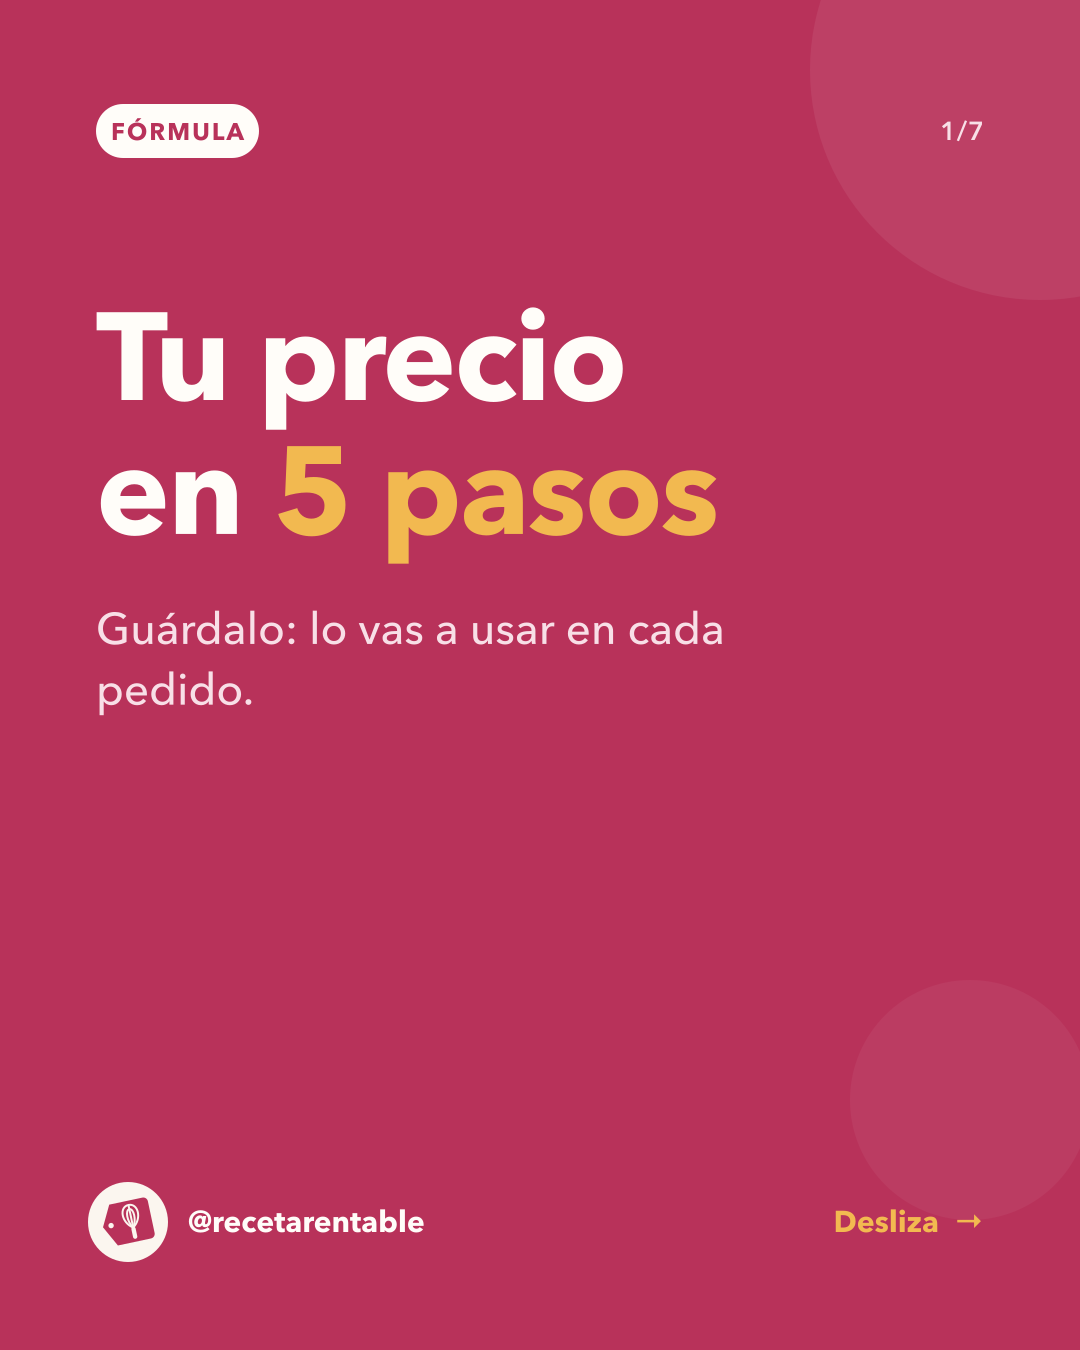 FÓRMULA
1/7
Tu precio
en 5 pasos
Guárdalo: lo vas a usar en cada
pedido.
@recetarentable
Desliza →